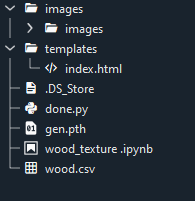 images
images
templates
index.html
.DS_Store
done.py
gen.pth
wood_texture .ipynb
wood.csv